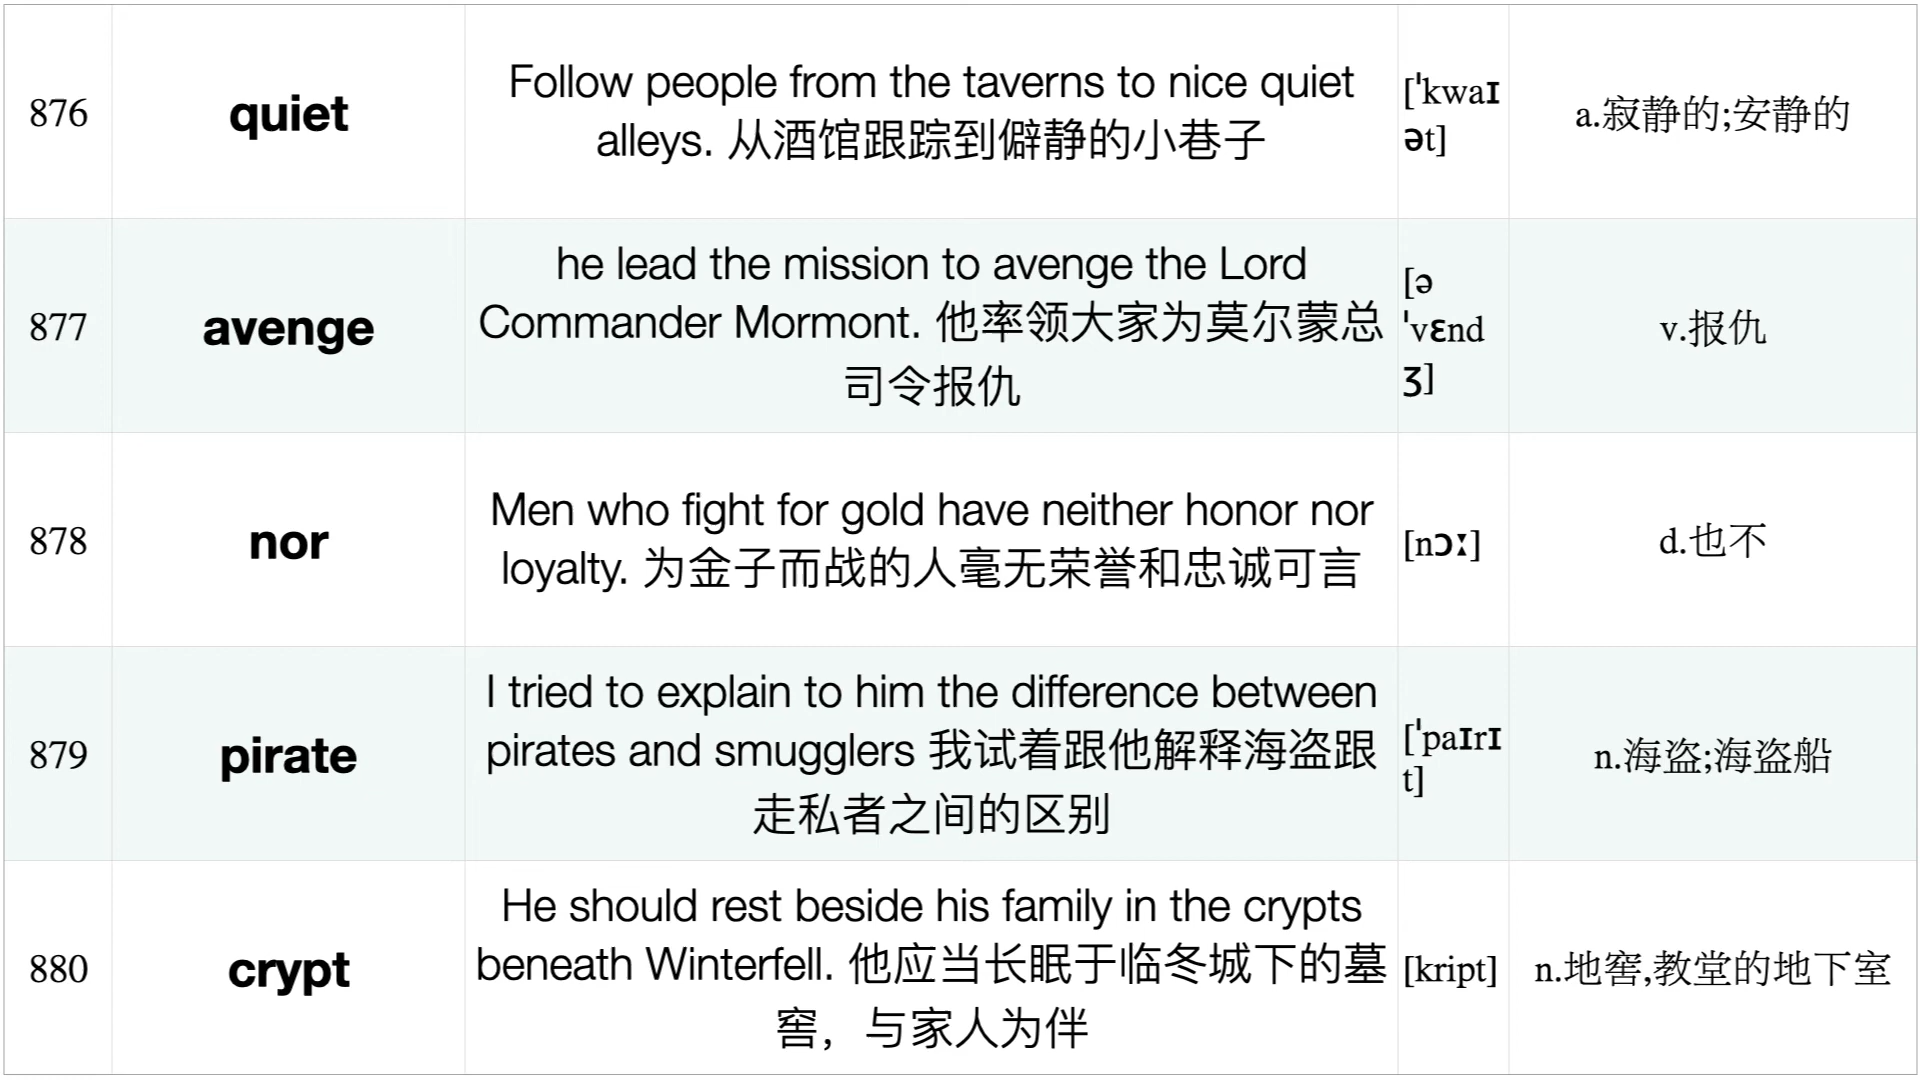 876
quiet
Follow people from the taverns to nice quiet
alleys. 从酒馆跟踪到僻静的小巷子
[ˈkwaɪ
ət]
a.寂静的;安静的
877
avenge
he lead the mission to avenge the Lord
Commander Mormont. 他率领大家为莫尔蒙总
司令报仇
[ə
ˈvɛnd
ʒ]
v.报仇
878
nor
Men who fight for gold have neither honor nor
loyalty. 为金子而战的人毫无荣誉和忠诚可言
[nɔː]
d.也不
879
pirate
I tried to explain to him the difference between
pirates and smugglers 我试着跟他解释海盗跟
走私者之间的区别
[ˈpaɪrɪ
t]
n.海盗;海盗船
880
crypt
He should rest beside his family in the crypts
beneath Winterfell. 他应当长眠于临冬城下的墓
窖，与家人为伴
[kript]
n.地窖,教堂的地下室